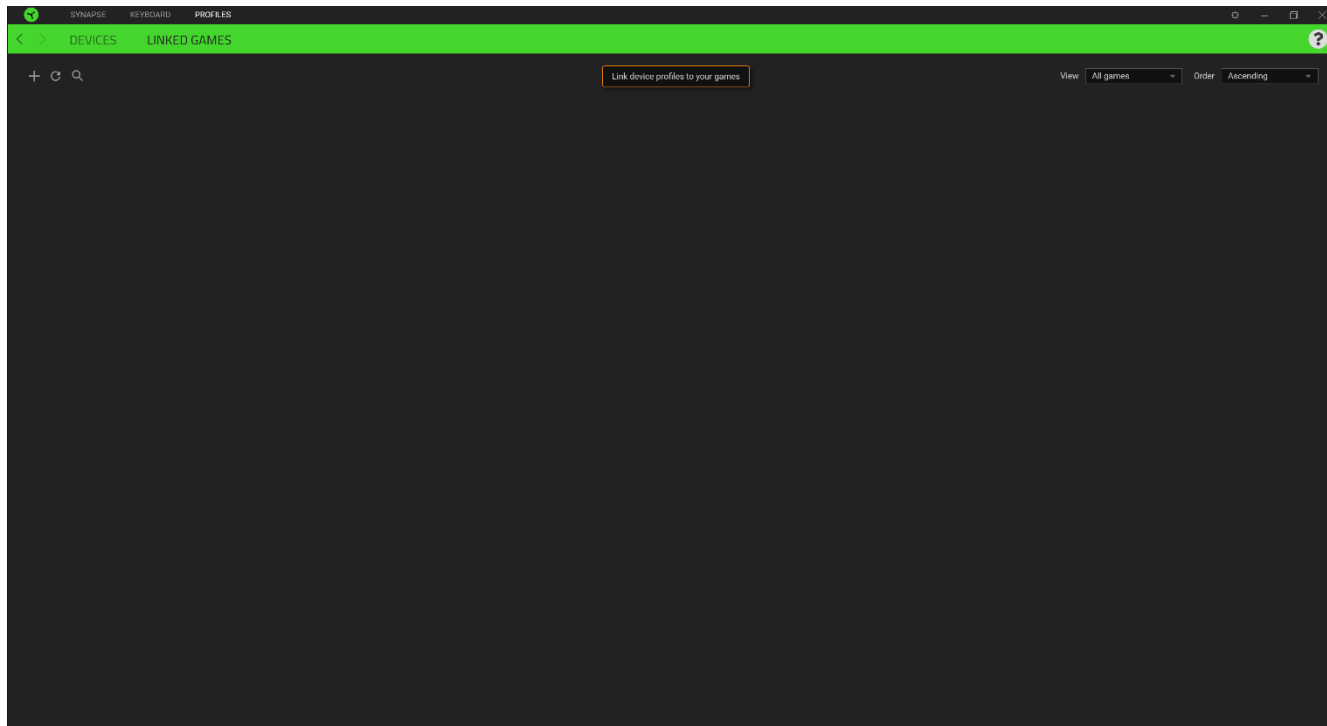 SYNAPSE KEYBOARD PROFILES
DEVICES LINKED GAMES ?
Link device profiles to your games View All games Order Ascending